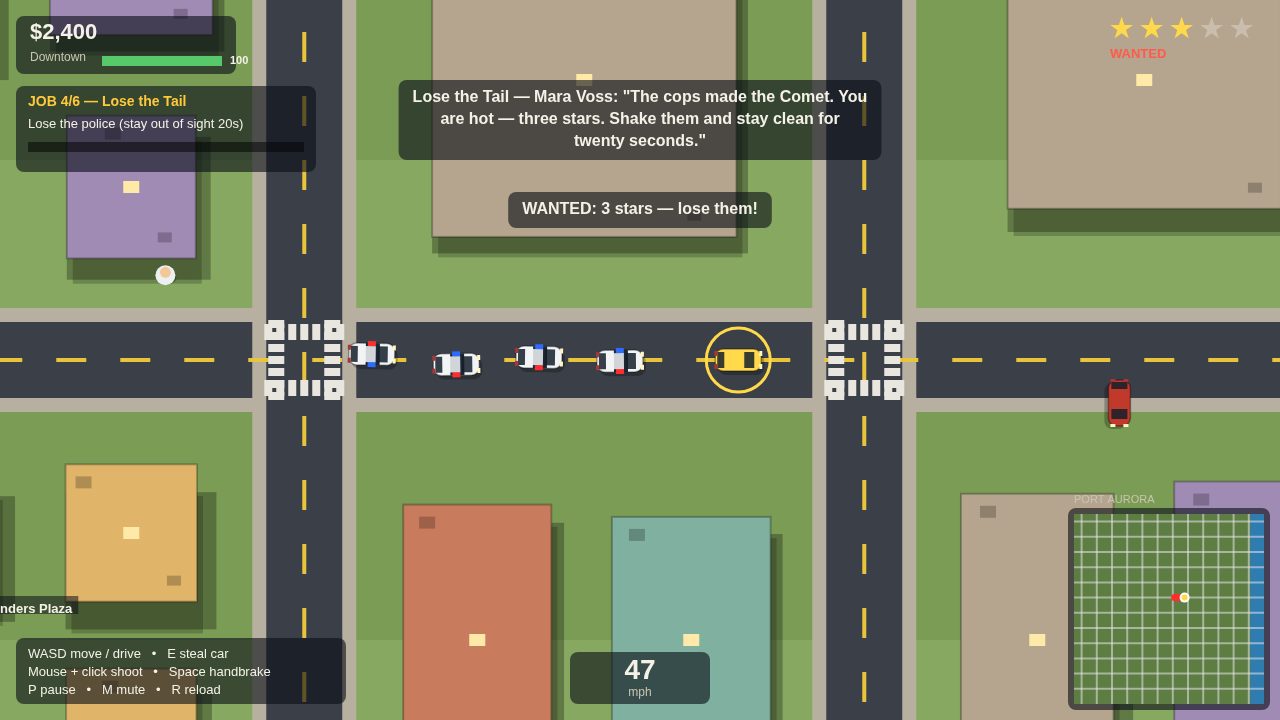 $2,400
Downtown
100
JOB 4/6 — Lose the Tail
Lose the police (stay out of sight 20s)
WANTED
Lose the Tail — Mara Voss: "The cops made the Comet. You
are hot — three stars. Shake them and stay clean for
twenty seconds."
WANTED: 3 stars — lose them!
PORT AURORA
nders Plaza
WASD move / drive • E steal car
Mouse + click shoot • Space handbrake
P pause • M mute • R reload
47
mph